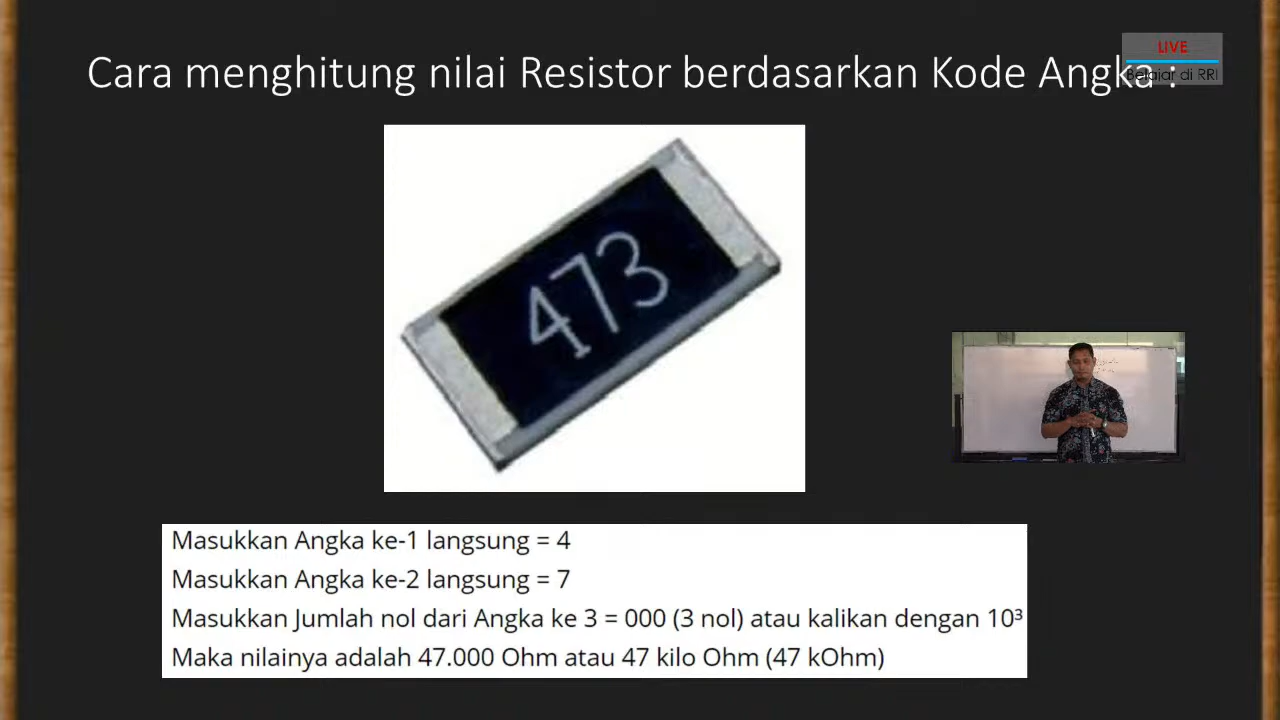 LIVE
Belajar di RRI
Cara menghitung nilai Resistor berdasarkan Kode Angka :
473
Masukkan Angka ke-1 langsung = 4
Masukkan Angka ke-2 langsung = 7
Masukkan Jumlah nol dari Angka ke 3 = 000 (3 nol) atau kalikan dengan 10³
Maka nilainya adalah 47.000 Ohm atau 47 kilo Ohm (47 kOhm)